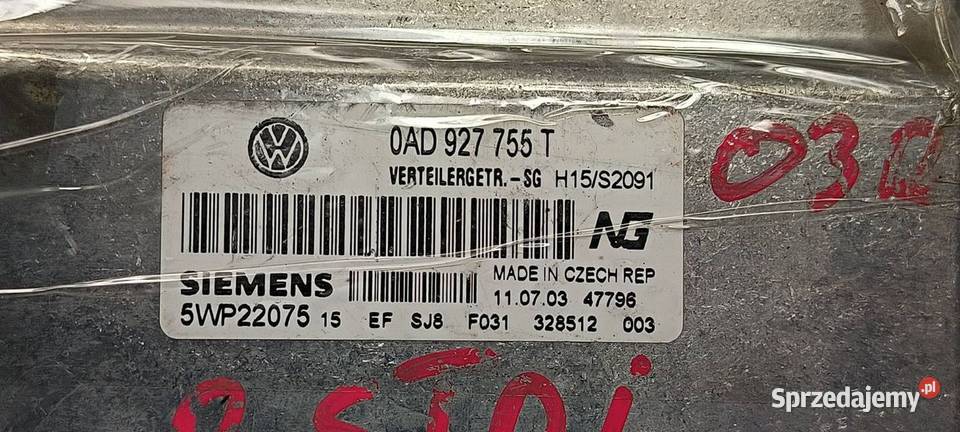 0AD 927 755 T
VERTEILERGETR.-SG H15/S2091
NG
SIEMENS
MADE IN CZECH REP
11.07.03 47796
5WP22075 15 EF SJ8 F031 328512 003
Sprzedajemy.pl